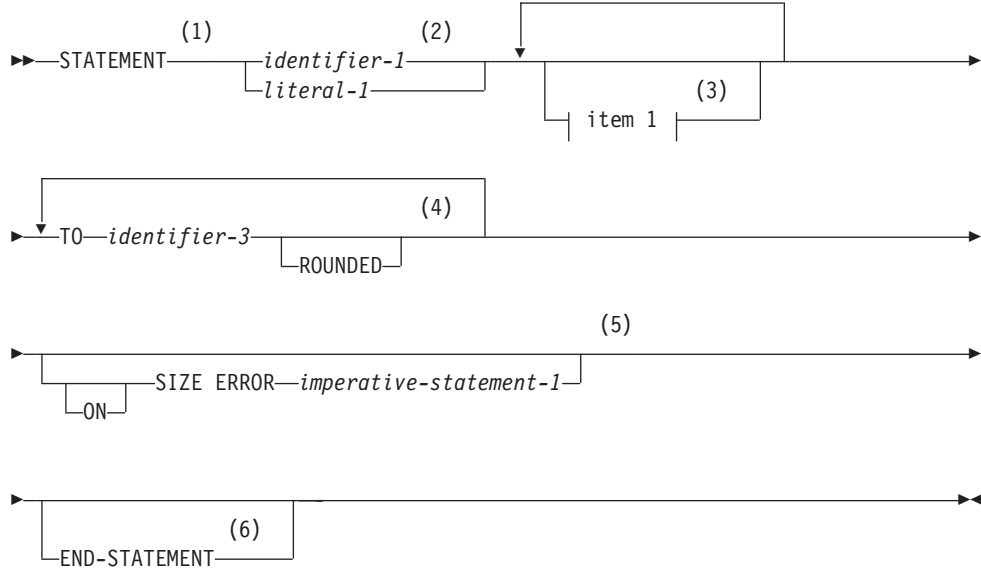 (1) (2)
STATEMENT identifier-1
literal-1
(3)
item 1
(4)
TO identifier-3
ROUNDED
(5)
SIZE ERROR imperative-statement-1
ON
(6)
END-STATEMENT